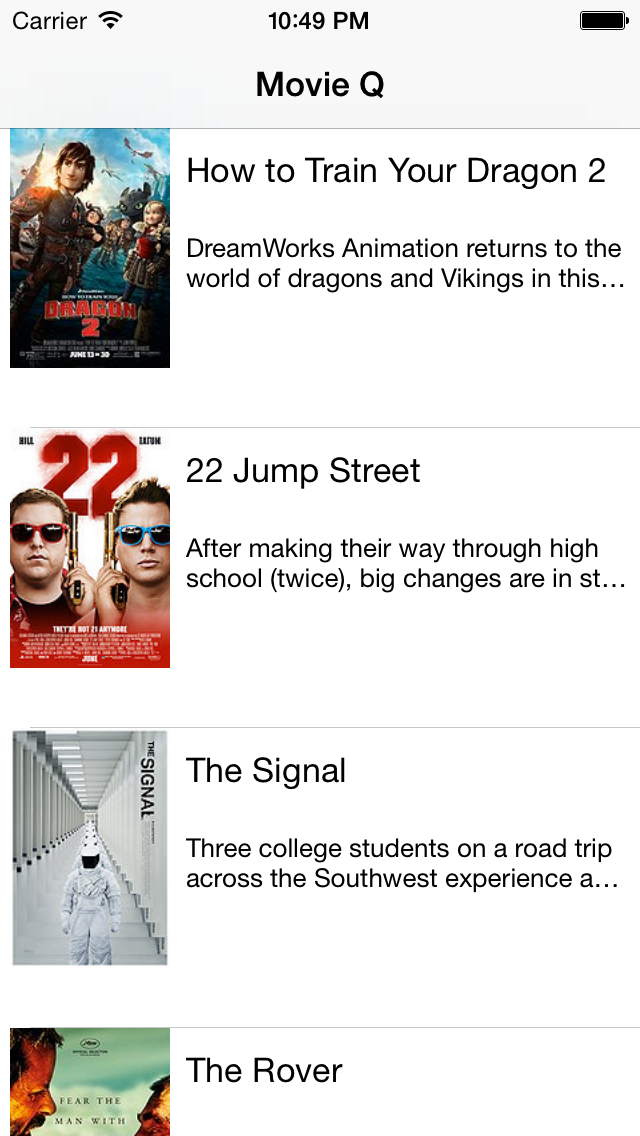 Carrier 10:49 PM
Movie Q
How to Train Your Dragon 2
DreamWorks Animation returns to the
world of dragons and Vikings in this…
HOW TO TRAIN YOUR
DRAGON
2
JUNE 13 IN 3D
22 Jump Street
After making their way through high
school (twice), big changes are in st…
HILL TATUM
22
THEY'RE NOT 21 ANYMORE
JUNE
The Signal
Three college students on a road trip
across the Southwest experience a…
THE SIGNAL
The Rover
OFFICIAL SELECTION
FEAR THE
MAN WITH